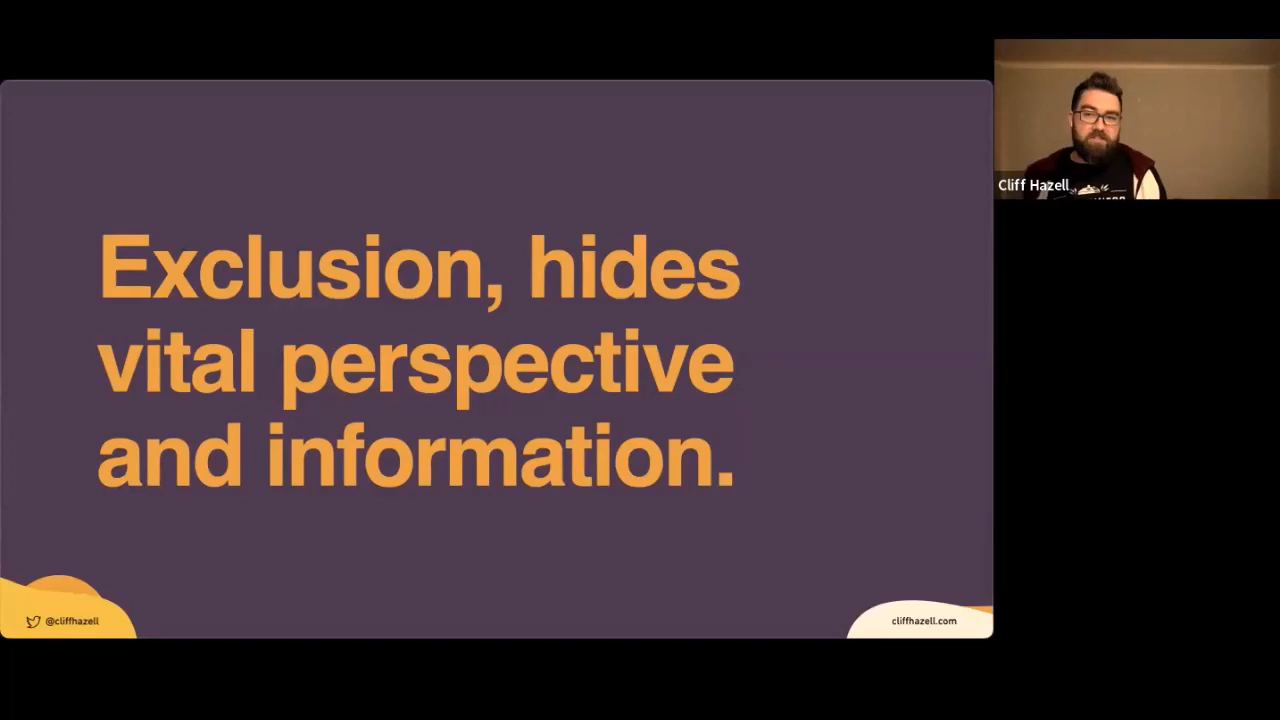 Exclusion, hides
vital perspective
and information.
@cliffhazell
cliffhazell.com
Cliff Hazell